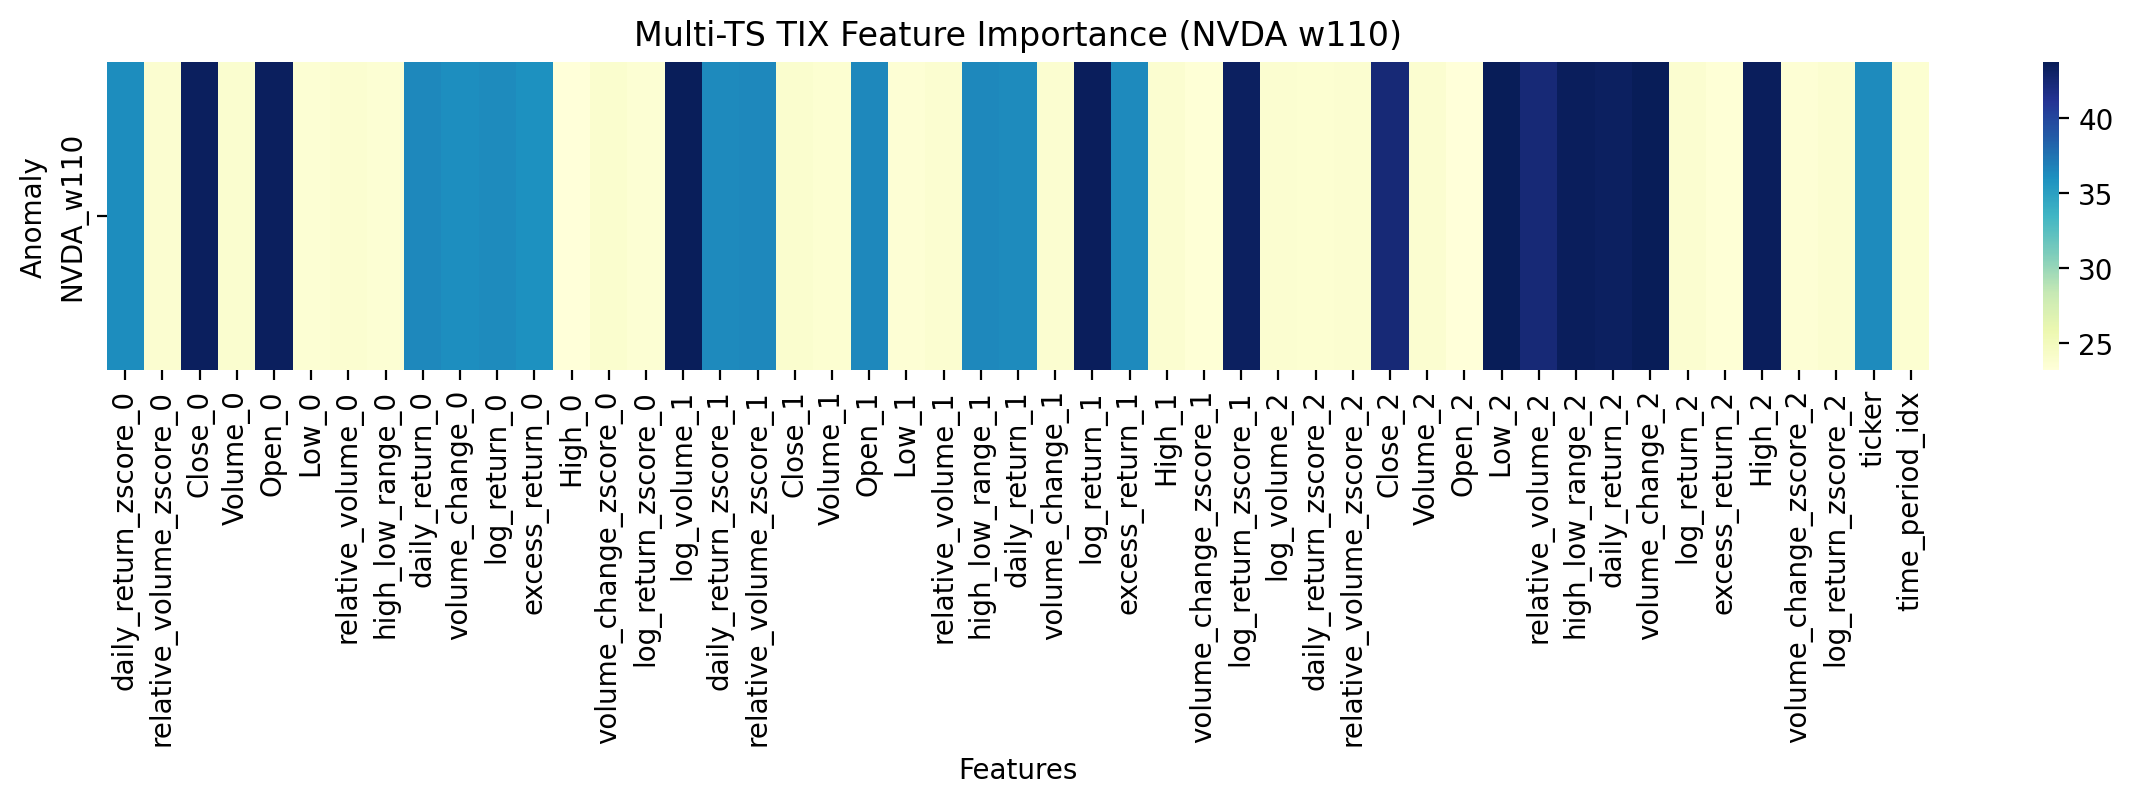 Multi-TS TIX Feature Importance (NVDA w110)
Anomaly
NVDA_w110
40
35
30
25
daily_return_zscore_0
relative_volume_zscore_0
Close_0
Volume_0
Open_0
Low_0
relative_volume_0
high_low_range_0
daily_return_0
volume_change_0
log_return_0
excess_return_0
High_0
volume_change_zscore_0
log_return_zscore_0
log_volume_1
daily_return_zscore_1
relative_volume_zscore_1
Close_1
Volume_1
Open_1
Low_1
relative_volume_1
high_low_range_1
daily_return_1
volume_change_1
log_return_1
excess_return_1
High_1
volume_change_zscore_1
log_return_zscore_1
log_volume_2
daily_return_zscore_2
relative_volume_zscore_2
Close_2
Volume_2
Open_2
Low_2
relative_volume_2
high_low_range_2
daily_return_2
volume_change_2
log_return_2
excess_return_2
High_2
volume_change_zscore_2
log_return_zscore_2
ticker
time_period_idx
Features